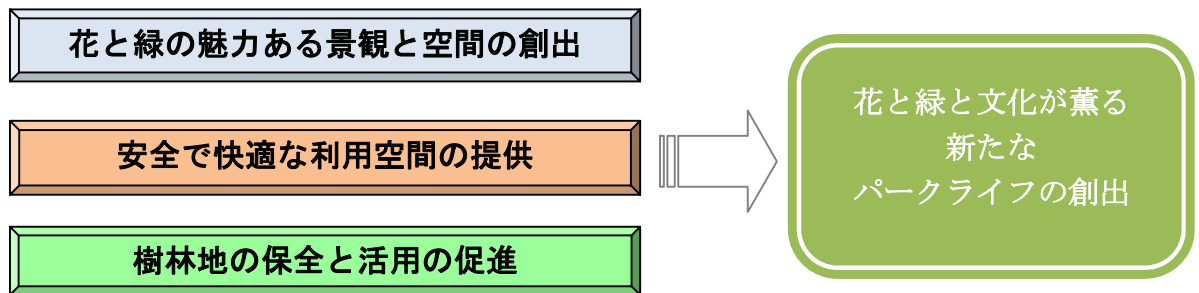 花と緑の魅力ある景観と空間の創出
安全で快適な利用空間の提供
樹林地の保全と活用の促進
花と緑と文化が薫る
新たな
パークライフの創出